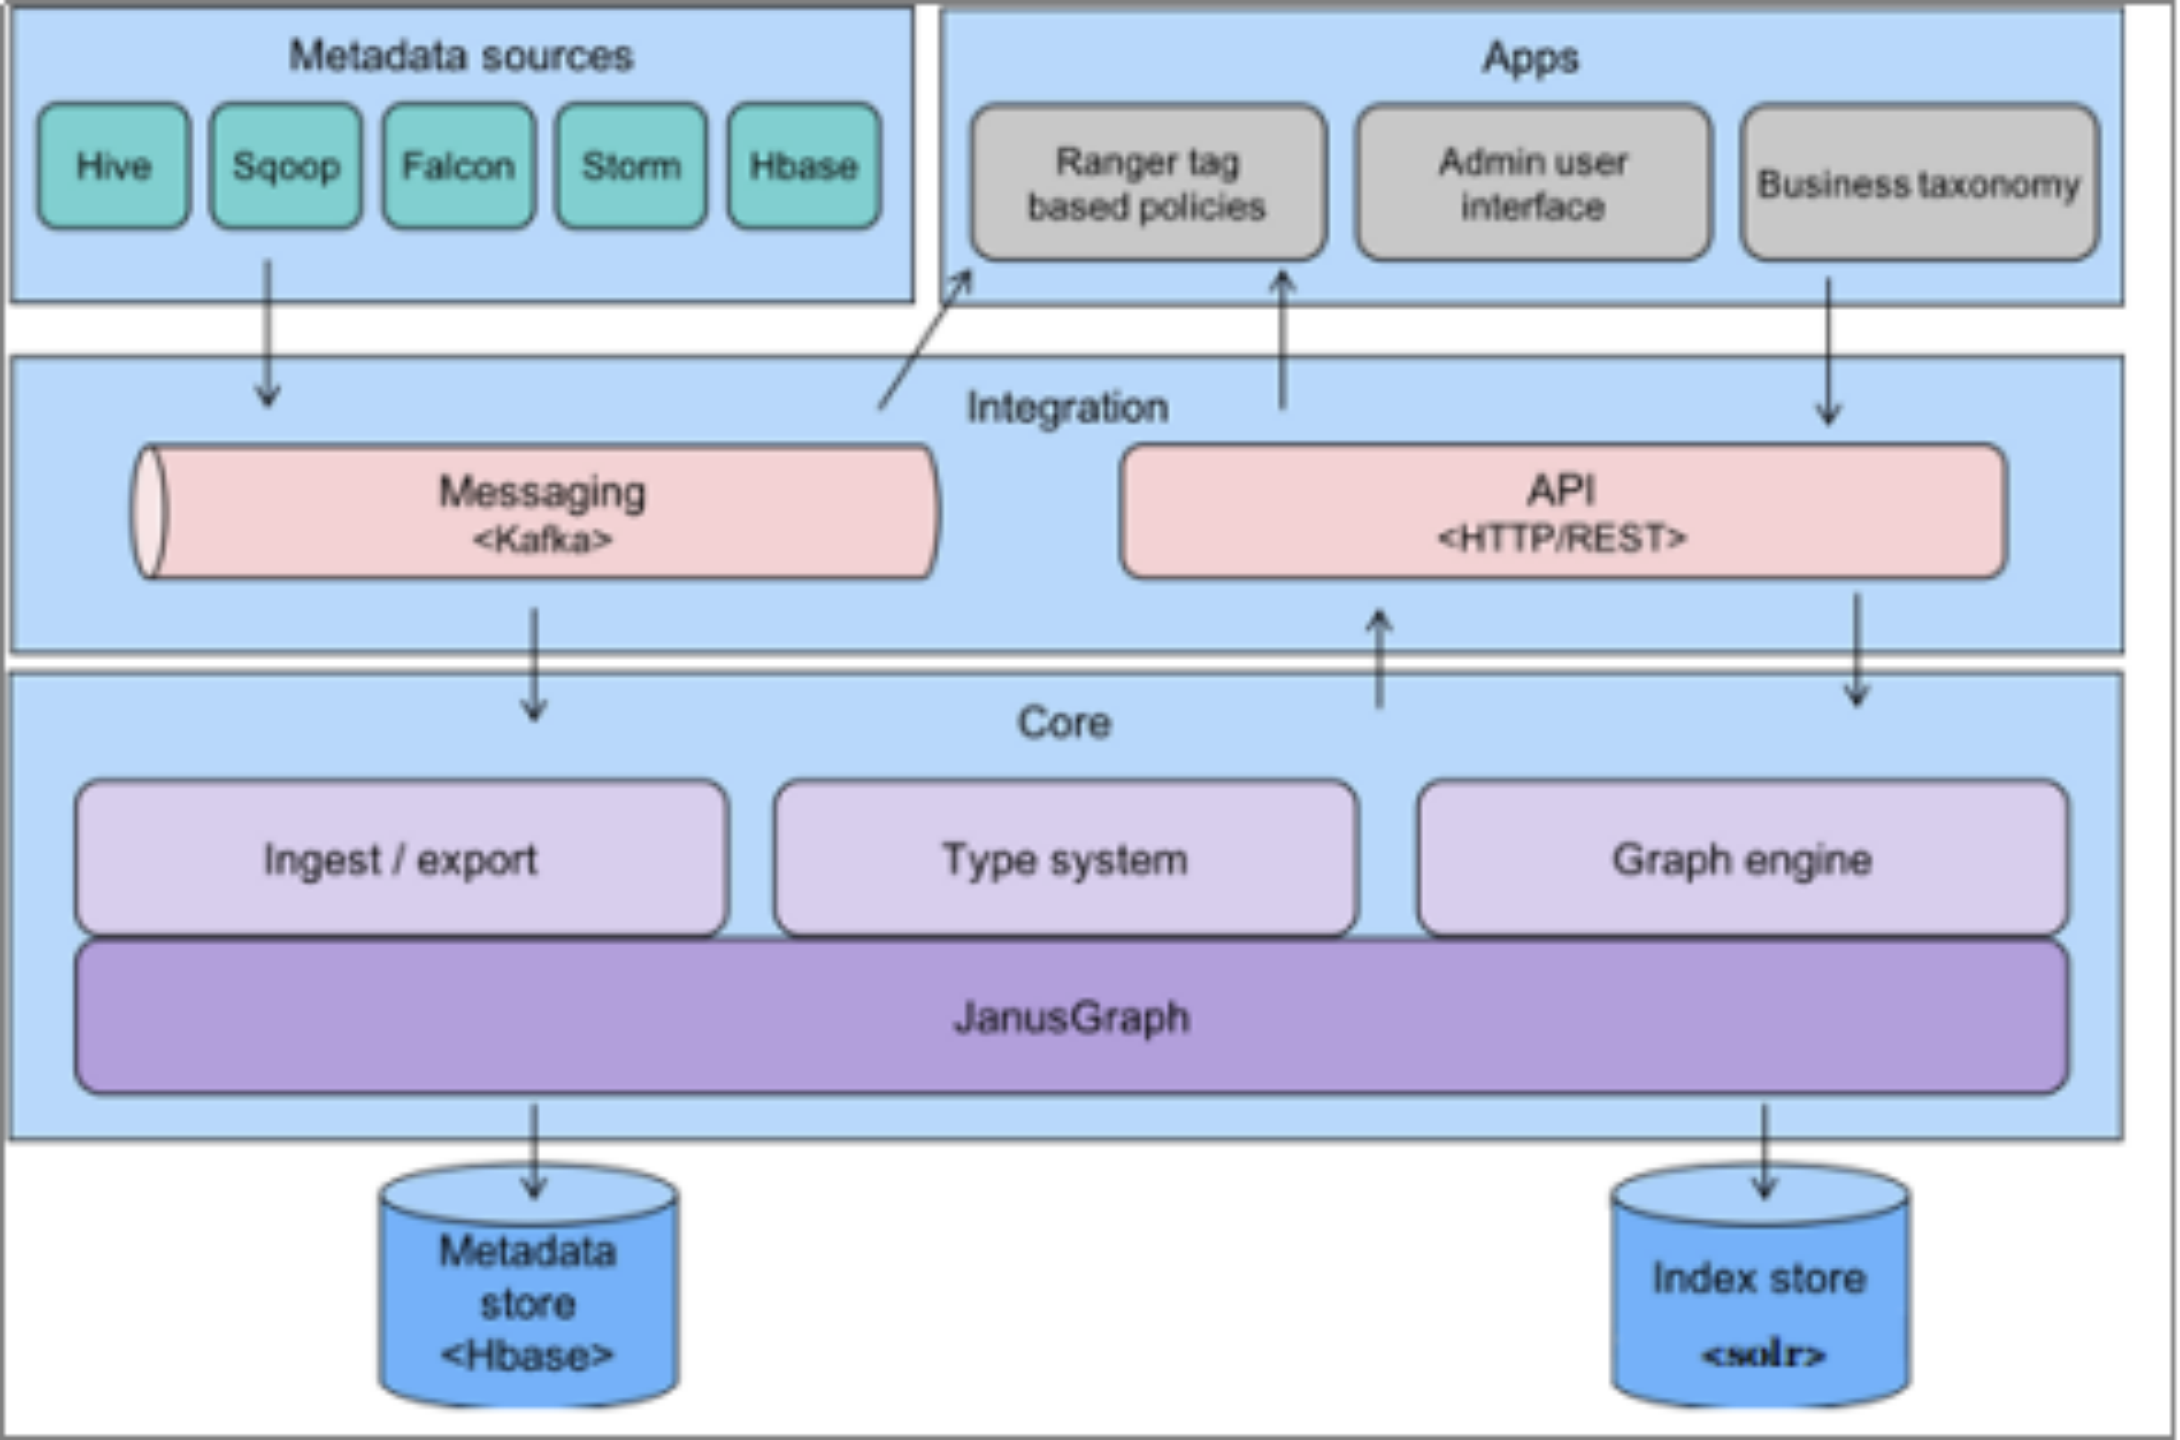 Metadata sources
Hive
Sqoop
Falcon
Storm
Hbase
Apps
Ranger tag
based policies
Admin user
interface
Business taxonomy
Integration
Messaging
<Kafka>
API
<HTTP/REST>
Core
Ingest / export
Type system
Graph engine
JanusGraph
Metadata
store
<Hbase>
Index store
<solr>